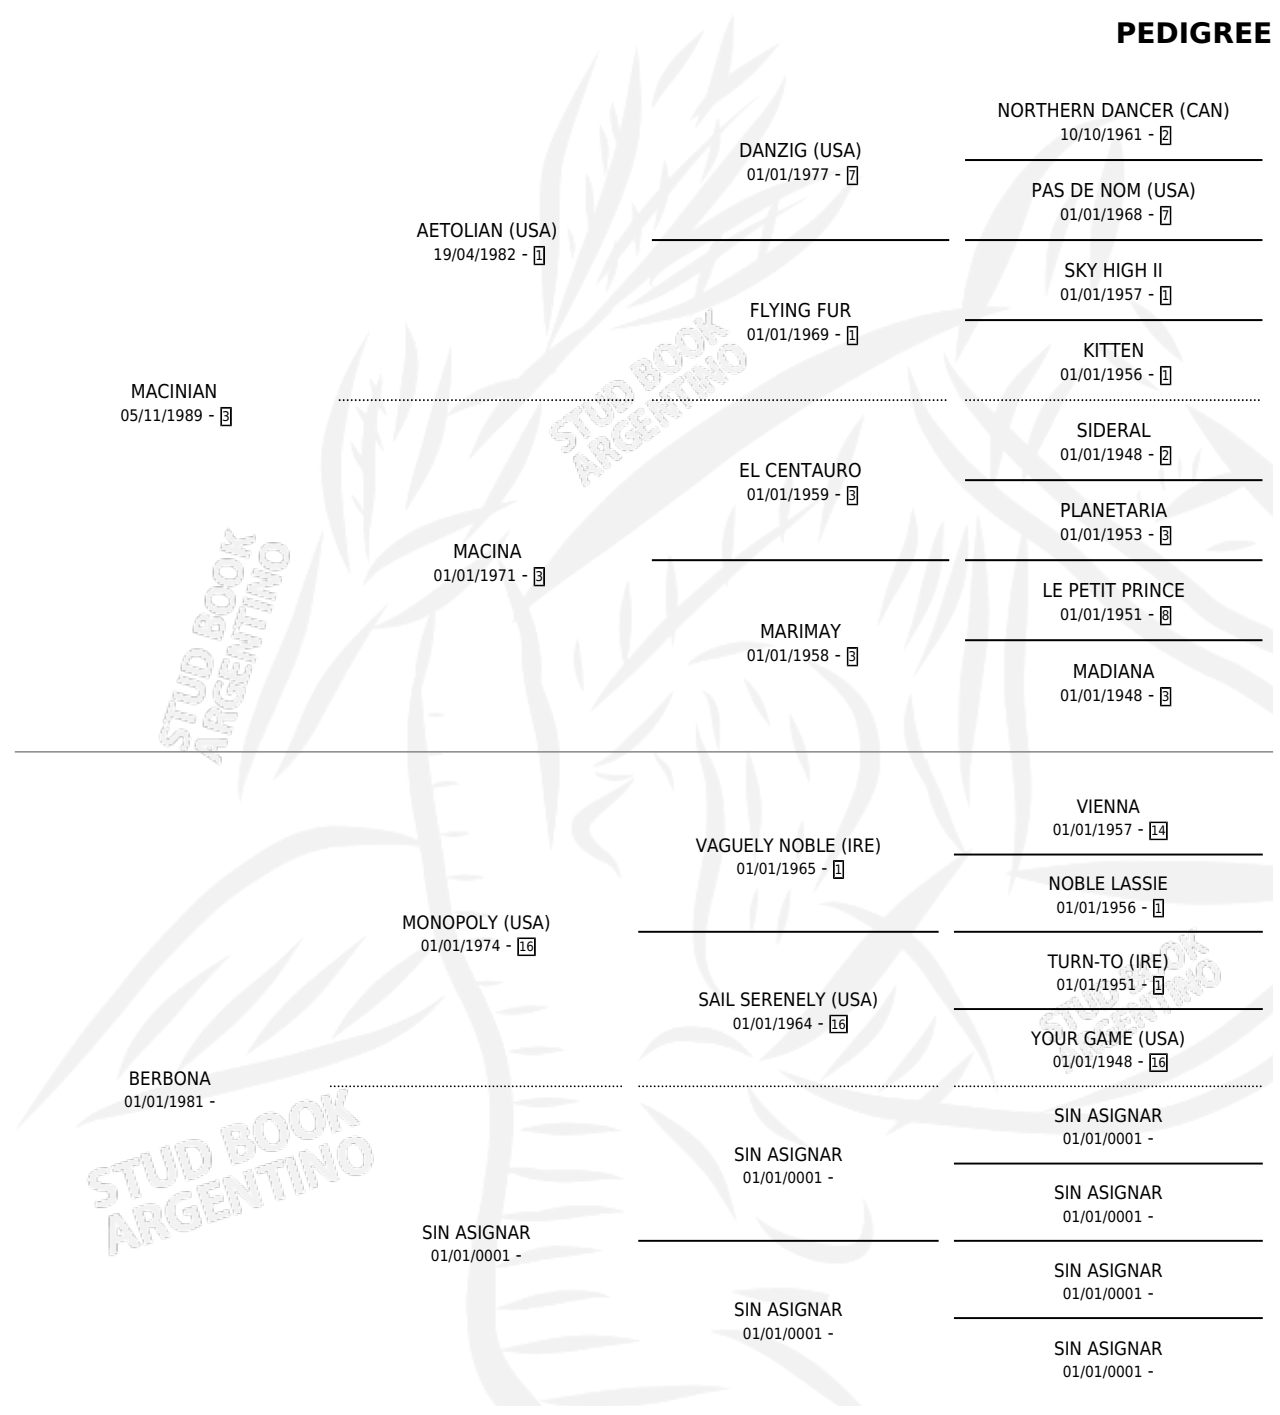 PEDIGREE
NORTHERN DANCER (CAN)
10/10/1961 - 2
DANZIG (USA)
01/01/1977 - 7
PAS DE NOM (USA)
01/01/1968 - 7
AETOLIAN (USA)
19/04/1982 - 1
SKY HIGH II
01/01/1957 - 1
FLYING FUR
01/01/1969 - 1
KITTEN
01/01/1956 - 1
MACINIAN
05/11/1989 - 3
STUD BOOK
ARGENTINO
SIDERAL
01/01/1948 - 2
EL CENTAURO
01/01/1959 - 3
PLANETARIA
01/01/1953 - 3
MACINA
01/01/1971 - 3
LE PETIT PRINCE
01/01/1951 - 8
MARIMAY
01/01/1958 - 3
MADIANA
01/01/1948 - 3
STUD BOOK
ARGENTINO
VIENNA
01/01/1957 - 14
VAGUELY NOBLE (IRE)
01/01/1965 - 1
NOBLE LASSIE
01/01/1956 - 1
MONOPOLY (USA)
01/01/1974 - 16
TURN-TO (IRE)
01/01/1951 - 1
SAIL SERENELY (USA)
01/01/1964 - 16
STUD BOOK
ARGENTINO
YOUR GAME (USA)
01/01/1948 - 16
BERBONA
01/01/1981 -
STUD BOOK
ARGENTINO
SIN ASIGNAR
01/01/0001 -
SIN ASIGNAR
01/01/0001 -
SIN ASIGNAR
01/01/0001 -
SIN ASIGNAR
01/01/0001 -
SIN ASIGNAR
01/01/0001 -
SIN ASIGNAR
01/01/0001 -
SIN ASIGNAR
01/01/0001 -